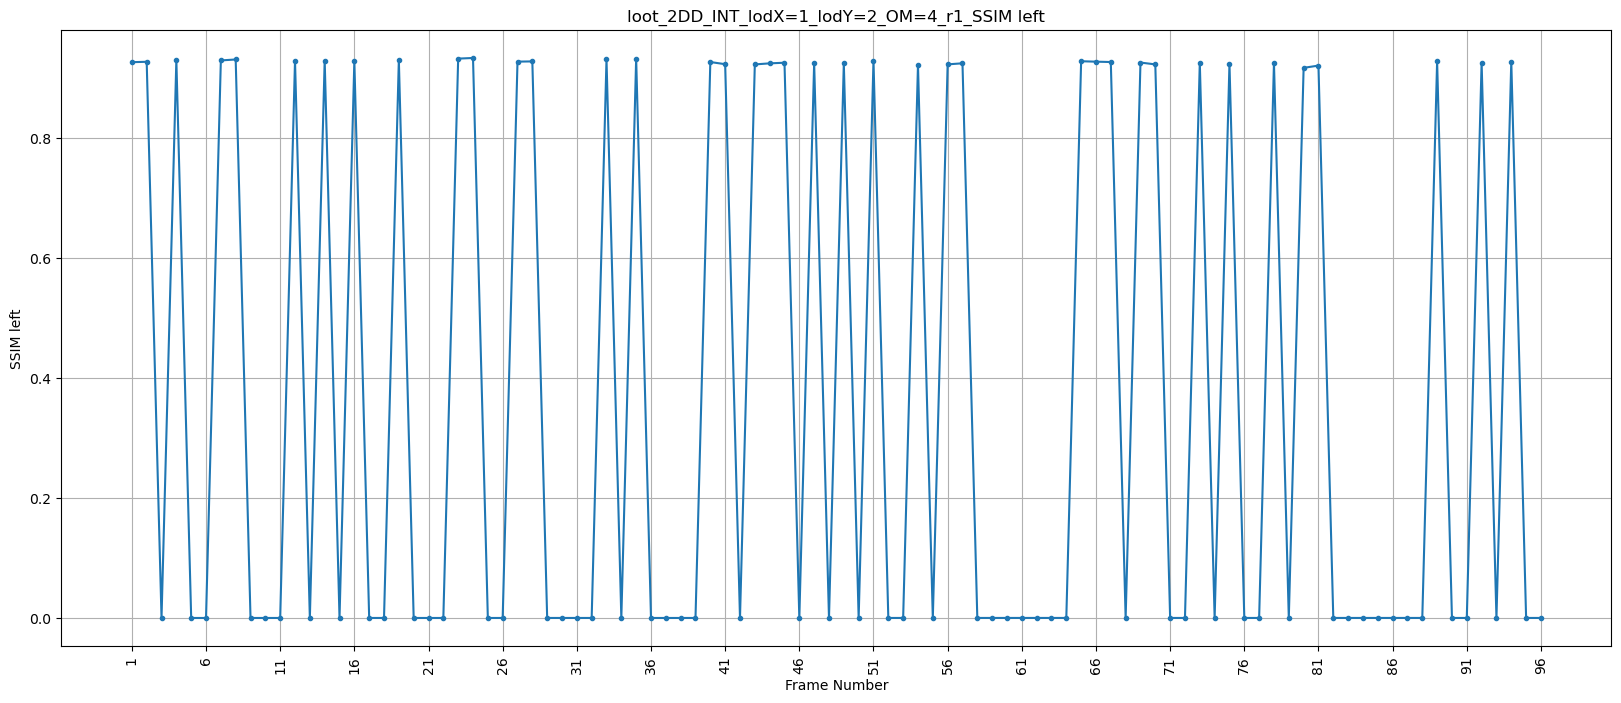 loot_2DD_INT_lodX=1_lodY=2_OM=4_r1_SSIM left
SSIM left
0.8
0.6
0.4
0.2
0.0
1 6 11 16 21 26 31 36 41 46 51 56 61 66 71 76 81 86 91 96
Frame Number